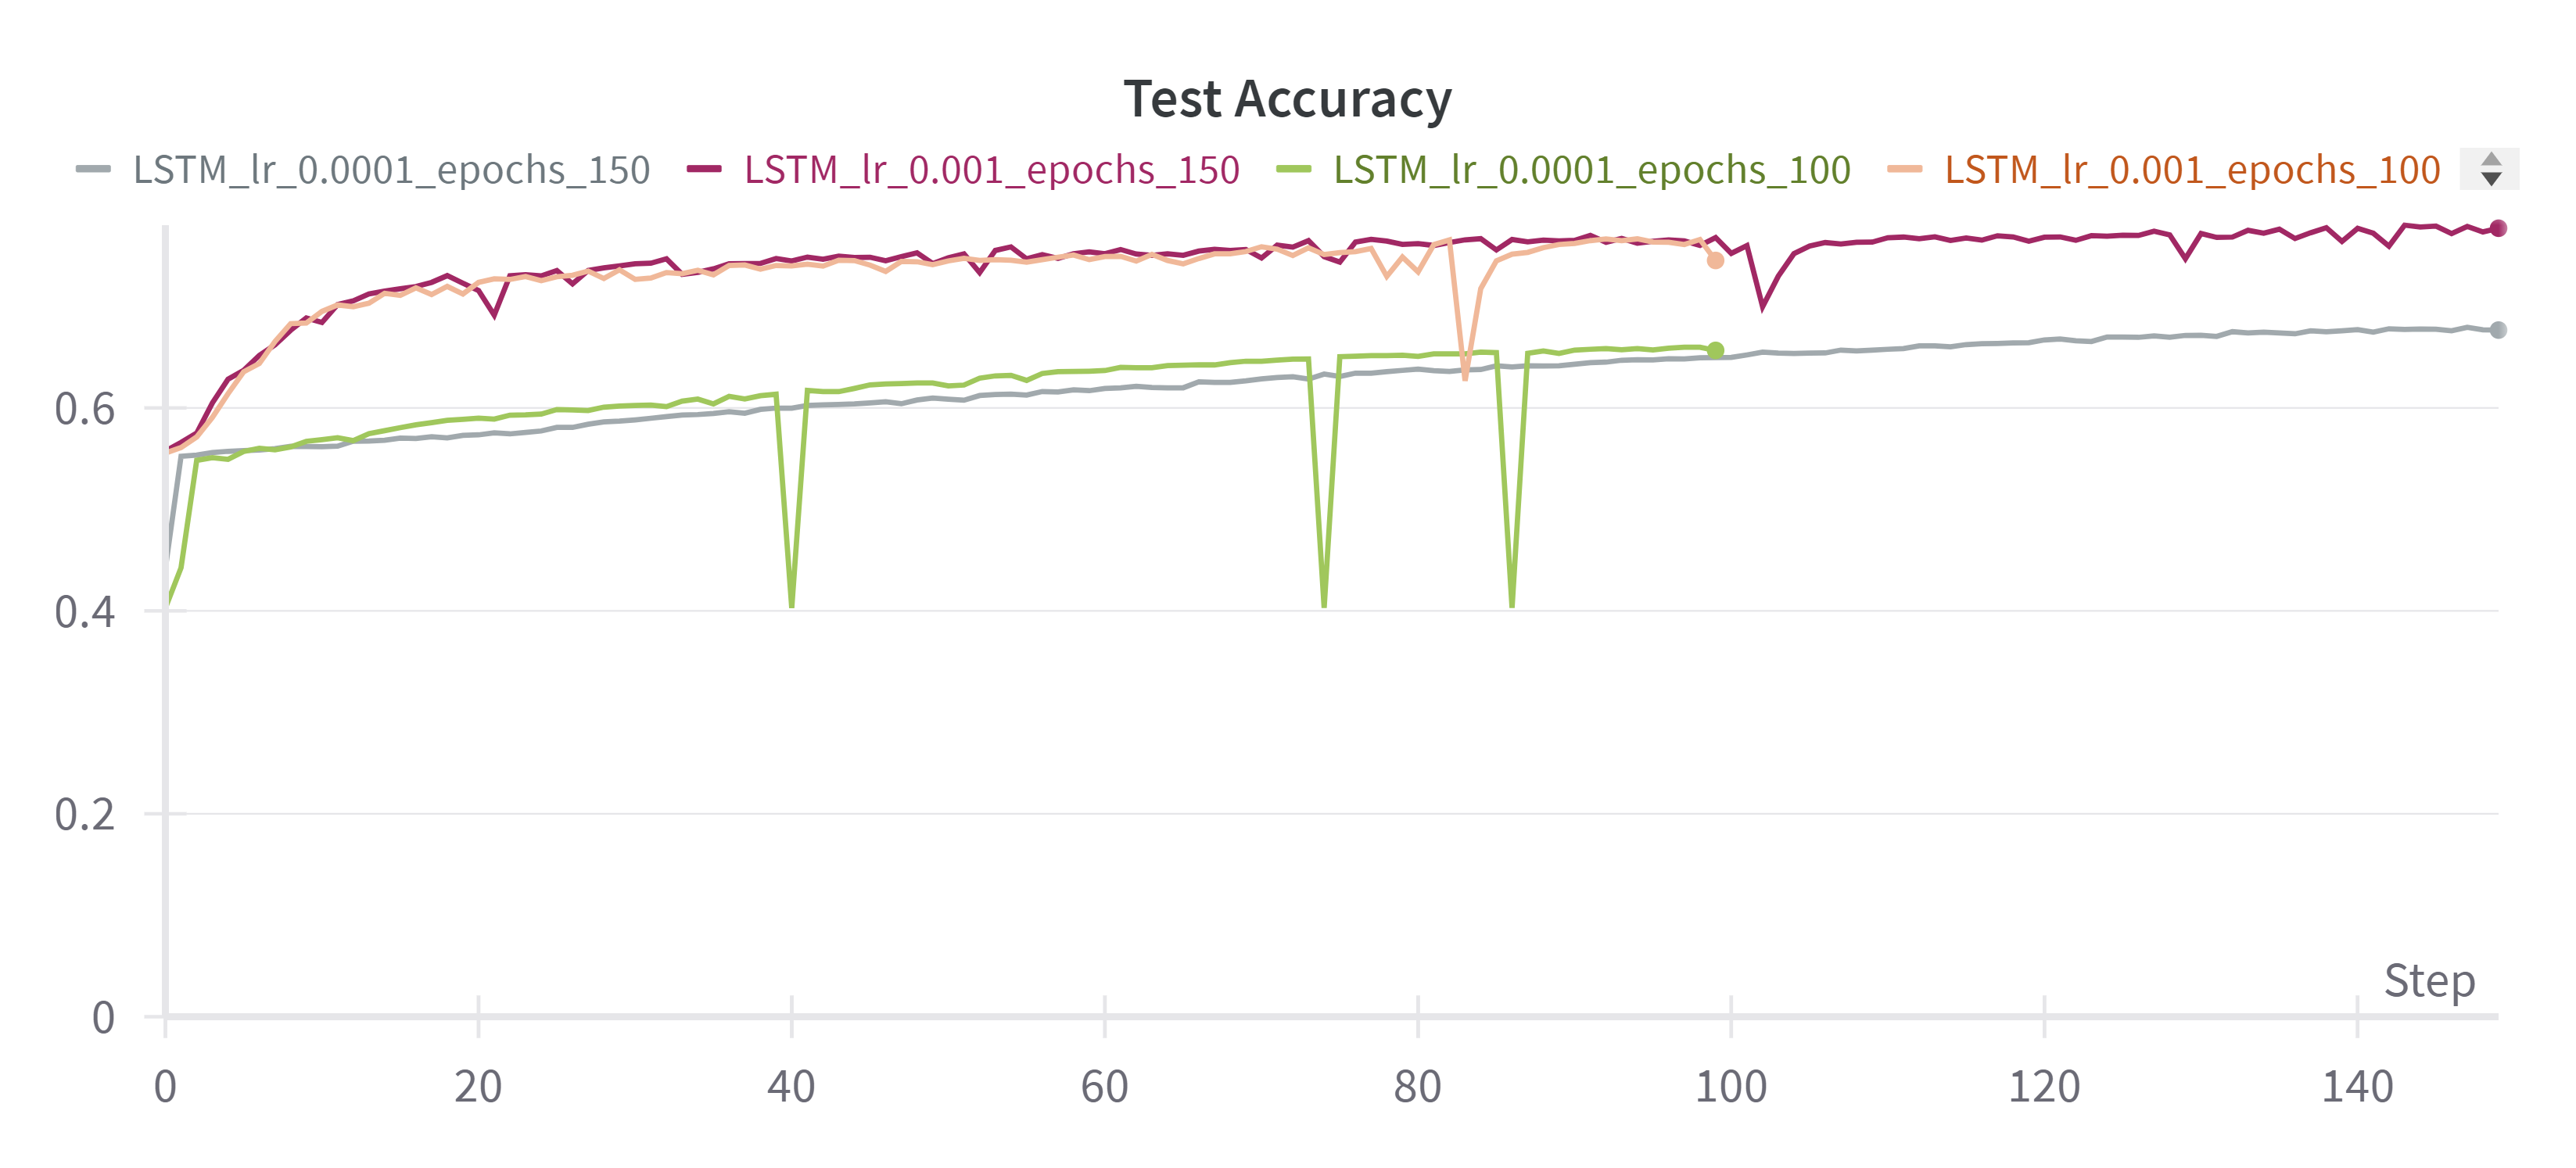 Test Accuracy
LSTM_lr_0.0001_epochs_150 LSTM_lr_0.001_epochs_150 LSTM_lr_0.0001_epochs_100 LSTM_lr_0.001_epochs_100
0.6
0.4
0.2
Step
0
0 20 40 60 80 100 120 140